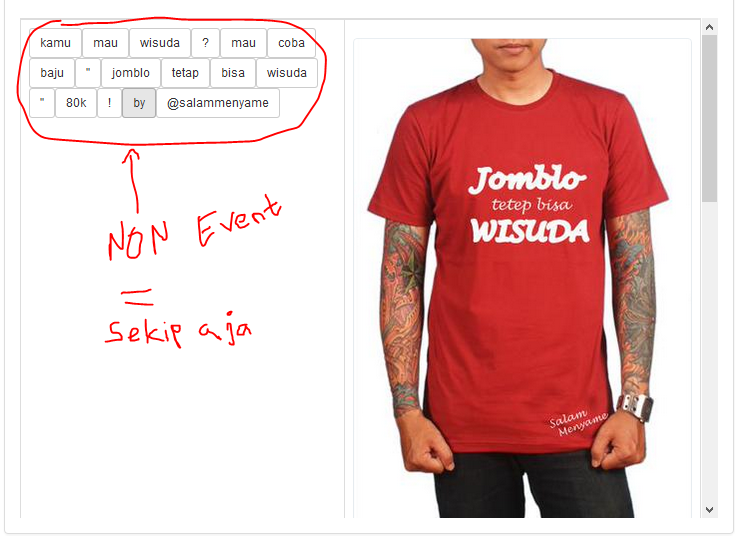 kamu mau wisuda ? mau coba
baju " jomblo tetap bisa wisuda
" 80k ! by @salammenyame
NON Event
=
Sekip aja
Jomblo
tetep bisa
WISUDA
Salam
Menyame